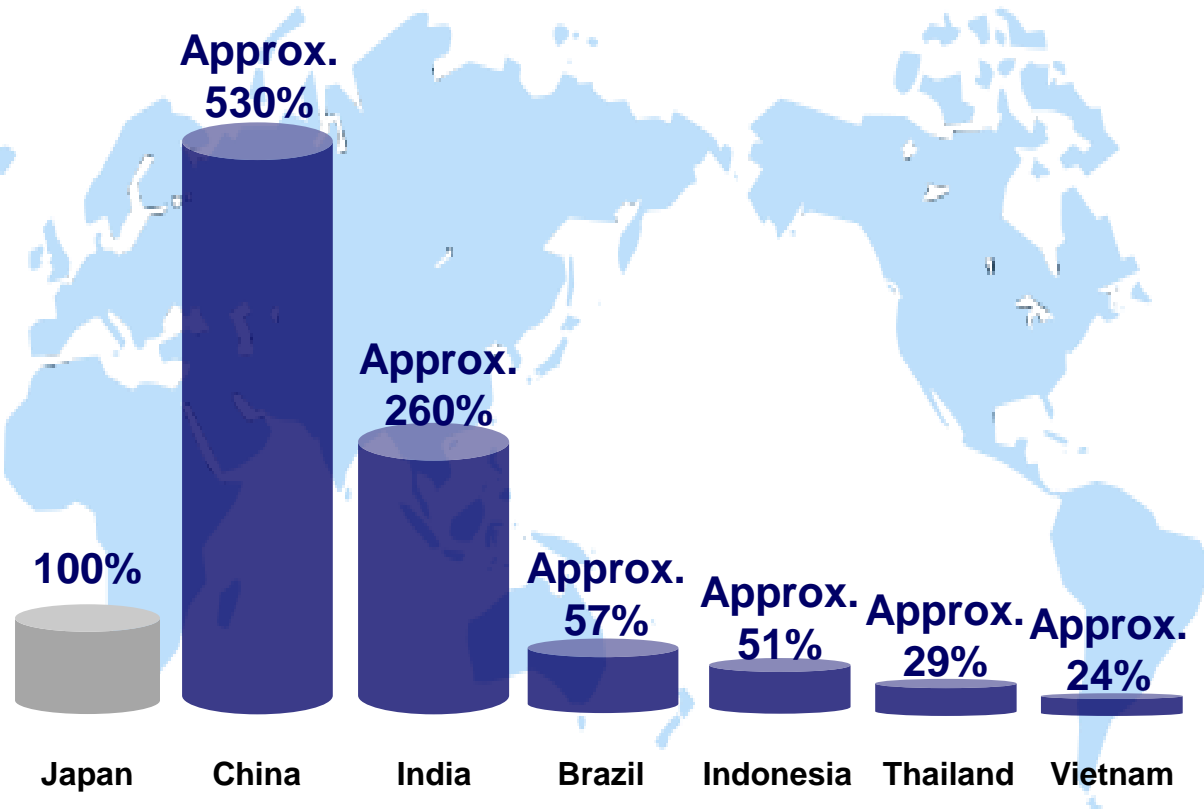 Approx.
530%
Approx.
260%
100%
Approx.
57%
Approx.
51%
Approx.
29%
Approx.
24%
Japan
China
India
Brazil
Indonesia
Thailand
Vietnam